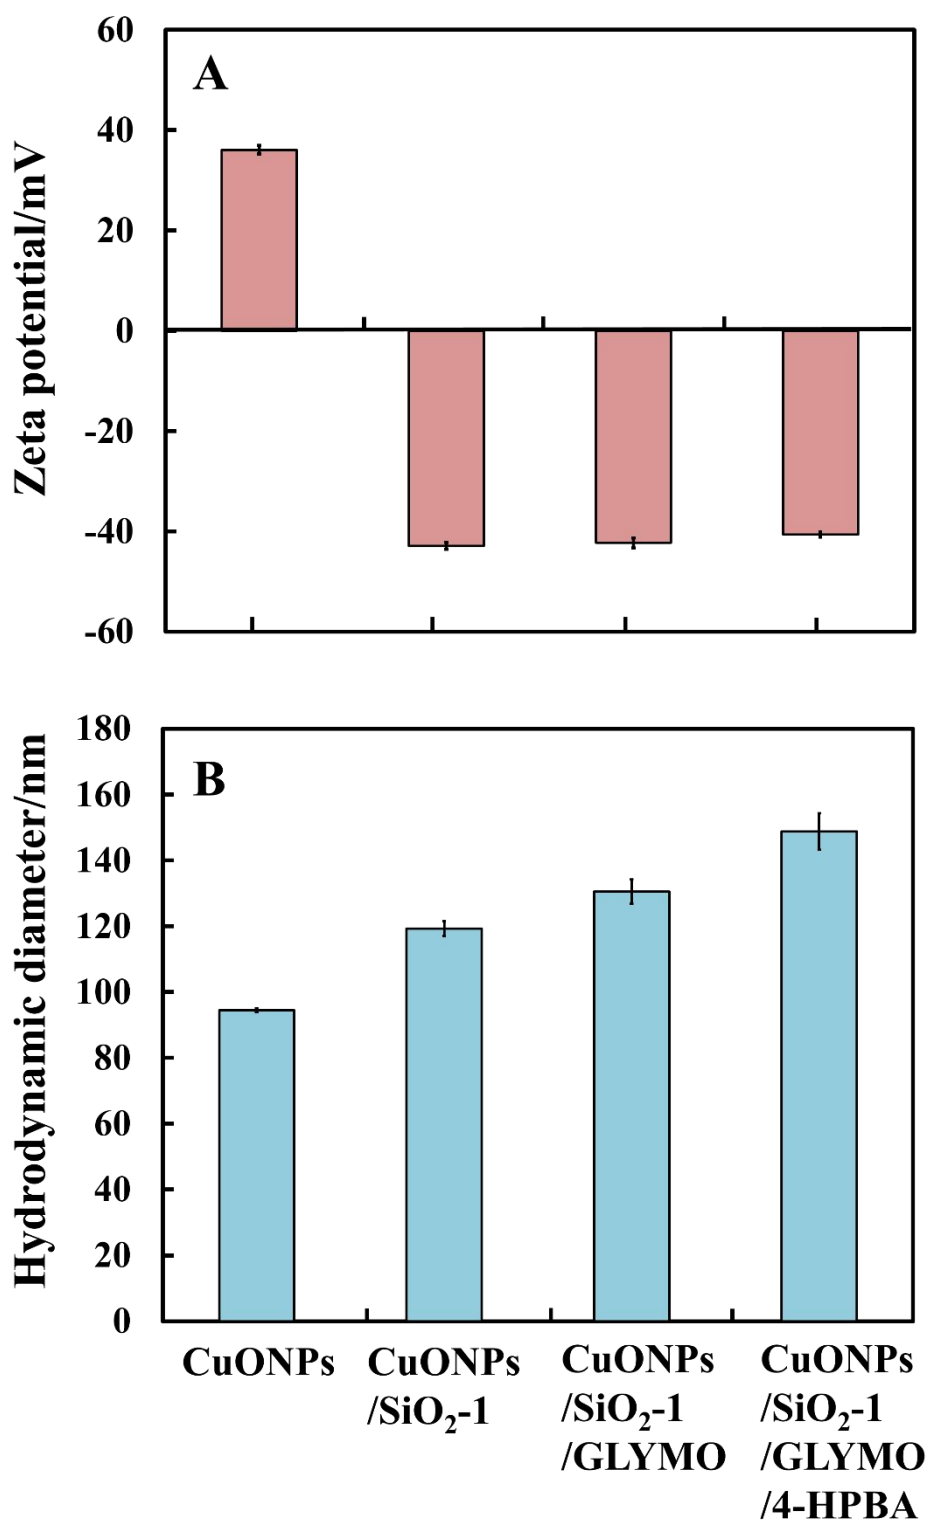 A
Zeta potential/mV
60
40
20
0
-20
-40
-60
B
Hydrodynamic diameter/nm
180
160
140
120
100
80
60
40
20
0
CuONPs
CuONPs
/SiO₂-1
CuONPs
/SiO₂-1
/GLYMO
CuONPs
/SiO₂-1
/GLYMO
/4-HPBA